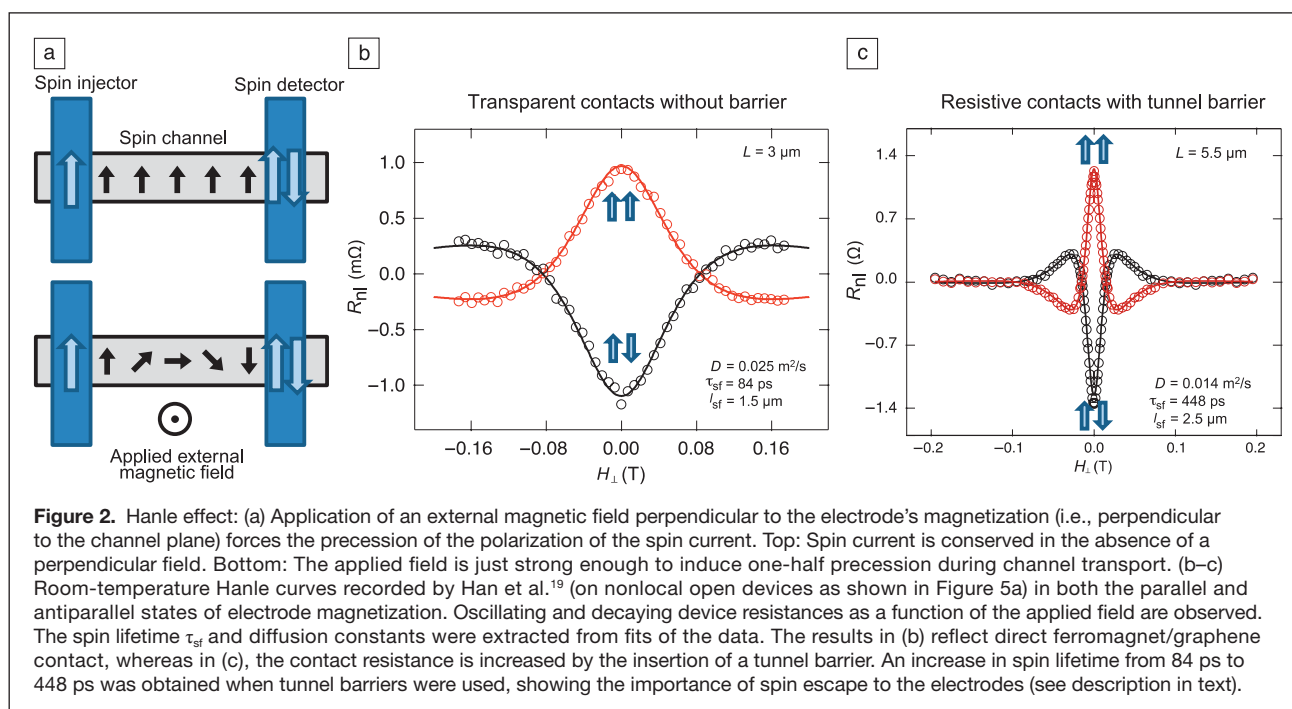 a
Spin injector
Spin detector
Spin channel
Applied external
magnetic field
b
Transparent contacts without barrier
L = 3 µm
1.0
0.5
0.0
−0.5
−1.0
Rnl (mΩ)
D = 0.025 m²/s
τsf = 84 ps
lsf = 1.5 µm
−0.16
−0.08
0.00
0.08
0.16
H⊥ (T)
c
Resistive contacts with tunnel barrier
L = 5.5 µm
1.4
0.7
0.0
−0.7
−1.4
Rnl (Ω)
D = 0.014 m²/s
τsf = 448 ps
lsf = 2.5 µm
−0.2
−0.1
0.0
0.1
0.2
H⊥ (T)
Figure 2. Hanle effect: (a) Application of an external magnetic field perpendicular to the electrode's magnetization (i.e., perpendicular
to the channel plane) forces the precession of the polarization of the spin current. Top: Spin current is conserved in the absence of a
perpendicular field. Bottom: The applied field is just strong enough to induce one-half precession during channel transport. (b–c)
Room-temperature Hanle curves recorded by Han et al.¹⁹ (on nonlocal open devices as shown in Figure 5a) in both the parallel and
antiparallel states of electrode magnetization. Oscillating and decaying device resistances as a function of the applied field are observed.
The spin lifetime τsf and diffusion constants were extracted from fits of the data. The results in (b) reflect direct ferromagnet/graphene
contact, whereas in (c), the contact resistance is increased by the insertion of a tunnel barrier. An increase in spin lifetime from 84 ps to
448 ps was obtained when tunnel barriers were used, showing the importance of spin escape to the electrodes (see description in text).